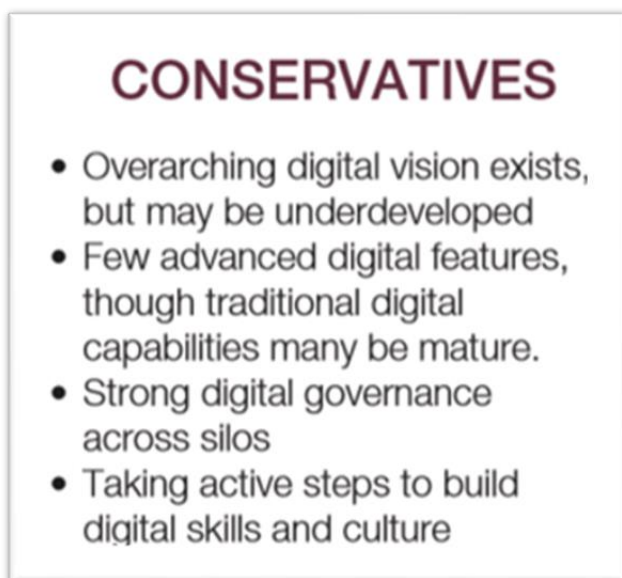 CONSERVATIVES
• Overarching digital vision exists,
but may be underdeveloped
• Few advanced digital features,
though traditional digital
capabilities many be mature.
• Strong digital governance
across silos
• Taking active steps to build
digital skills and culture